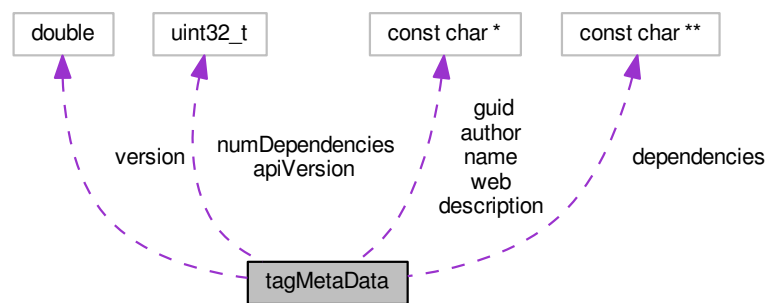 double
uint32_t
const char *
const char **
version
numDependencies
apiVersion
guid
author
name
web
description
dependencies
tagMetaData